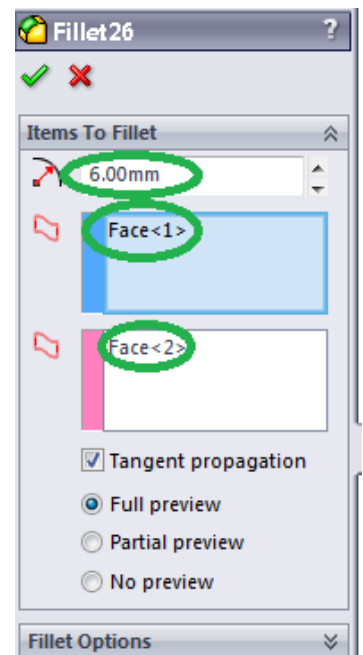 Fillet26 ?
Items To Fillet
6.00mm
Face<1>
Face<2>
Tangent propagation
Full preview
Partial preview
No preview
Fillet Options